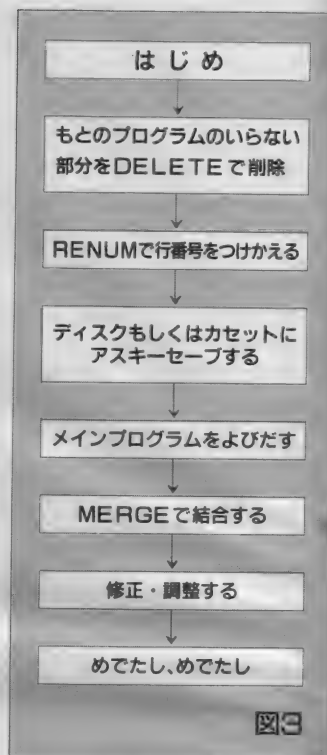 はじめ
もとのプログラムのいらない
部分をDELETEで削除
RENUMで行番号をつけかえる
ディスクもしくはカセットに
アスキーセーブする
メインプログラムをよびだす
MERGEで結合する
修正・調整する
めでたし、めでたし
図3